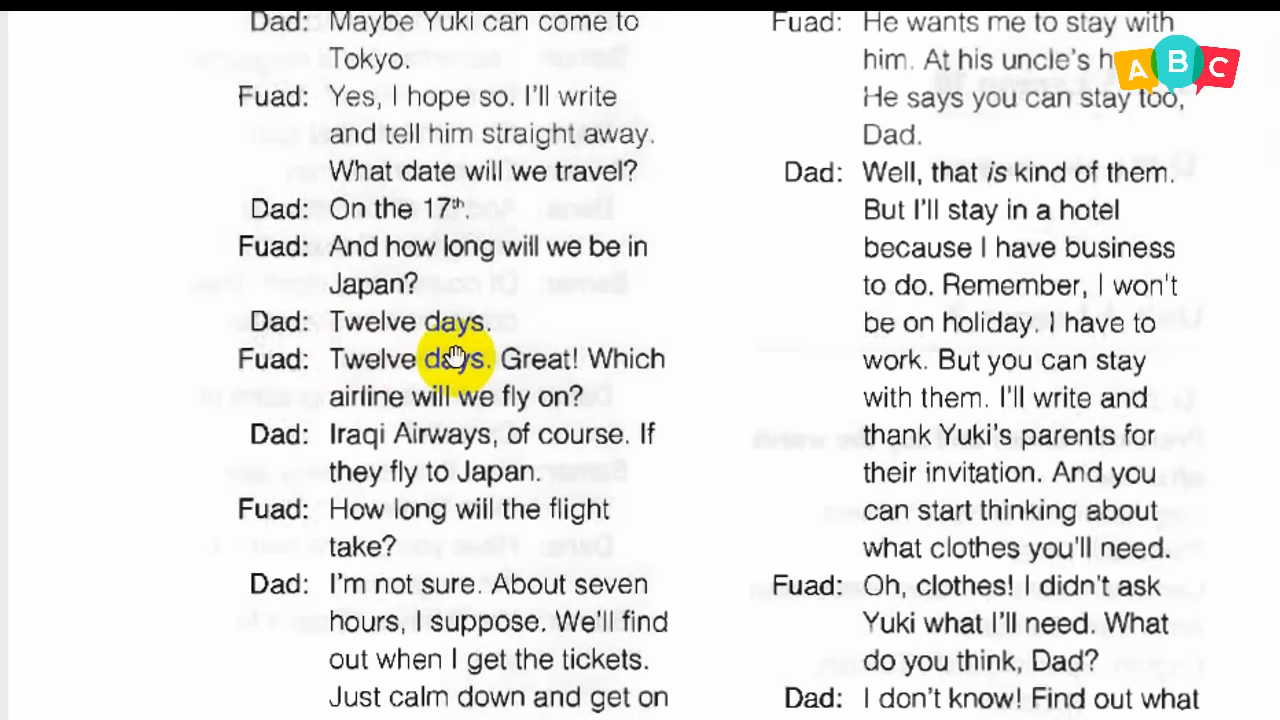 Dad: Maybe Yuki can come to
Tokyo.
Fuad: Yes, I hope so. I'll write
and tell him straight away.
What date will we travel?
Dad: On the 17th.
Fuad: And how long will we be in
Japan?
Dad: Twelve days.
Fuad: Twelve days. Great! Which
airline will we fly on?
Dad: Iraqi Airways, of course. If
they fly to Japan.
Fuad: How long will the flight
take?
Dad: I'm not sure. About seven
hours, I suppose. We'll find
out when I get the tickets.
Just calm down and get on
Fuad: He wants me to stay with
him. At his uncle's
He says you can stay too,
Dad.
Dad: Well, that is kind of them.
But I'll stay in a hotel
because I have business
to do. Remember, I won't
be on holiday. I have to
work. But you can stay
with them. I'll write and
thank Yuki's parents for
their invitation. And you
can start thinking about
what clothes you'll need.
Fuad: Oh, clothes! I didn't ask
Yuki what I'll need. What
do you think, Dad?
Dad: I don't know! Find out what
A B C